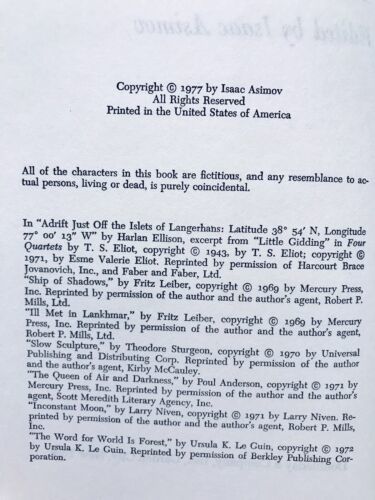 Edited by Isaac Asimov
Copyright © 1977 by Isaac Asimov
All Rights Reserved
Printed in the United States of America
All of the characters in this book are fictitious, and any resemblance to ac-
tual persons, living or dead, is purely coincidental.
In "Adrift Just Off the Islets of Langerhans: Latitude 38° 54′ N, Longitude
77° 00′ 13″ W" by Harlan Ellison, excerpt from "Little Gidding" in Four
Quartets by T. S. Eliot, copyright © 1943, by T. S. Eliot; copyright ©
1971, by Esme Valerie Eliot. Reprinted by permission of Harcourt Brace
Jovanovich, Inc., and Faber and Faber, Ltd.
"Ship of Shadows," by Fritz Leiber, copyright © 1969 by Mercury Press,
Inc. Reprinted by permission of the author and the author's agent, Robert P.
Mills, Ltd.
"Ill Met in Lankhmar," by Fritz Leiber, copyright © 1969 by Mercury
Press, Inc. Reprinted by permission of the author and the author's agent,
Robert P. Mills, Ltd.
"Slow Sculpture," by Theodore Sturgeon, copyright © 1970 by Universal
Publishing and Distributing Corp. Reprinted by permission of the author
and the author's agent, Kirby McCauley.
"The Queen of Air and Darkness," by Poul Anderson, copyright © 1971 by
Mercury Press, Inc. Reprinted by permission of the author and the author's
agent, Scott Meredith Literary Agency, Inc.
"Inconstant Moon," by Larry Niven, copyright © 1971 by Larry Niven. Re-
printed by permission of the author and the author's agent, Robert P. Mills,
Inc.
"The Word for World Is Forest," by Ursula K. Le Guin, copyright © 1972
by Ursula K. Le Guin. Reprinted by permission of Berkley Publishing Cor-
poration.